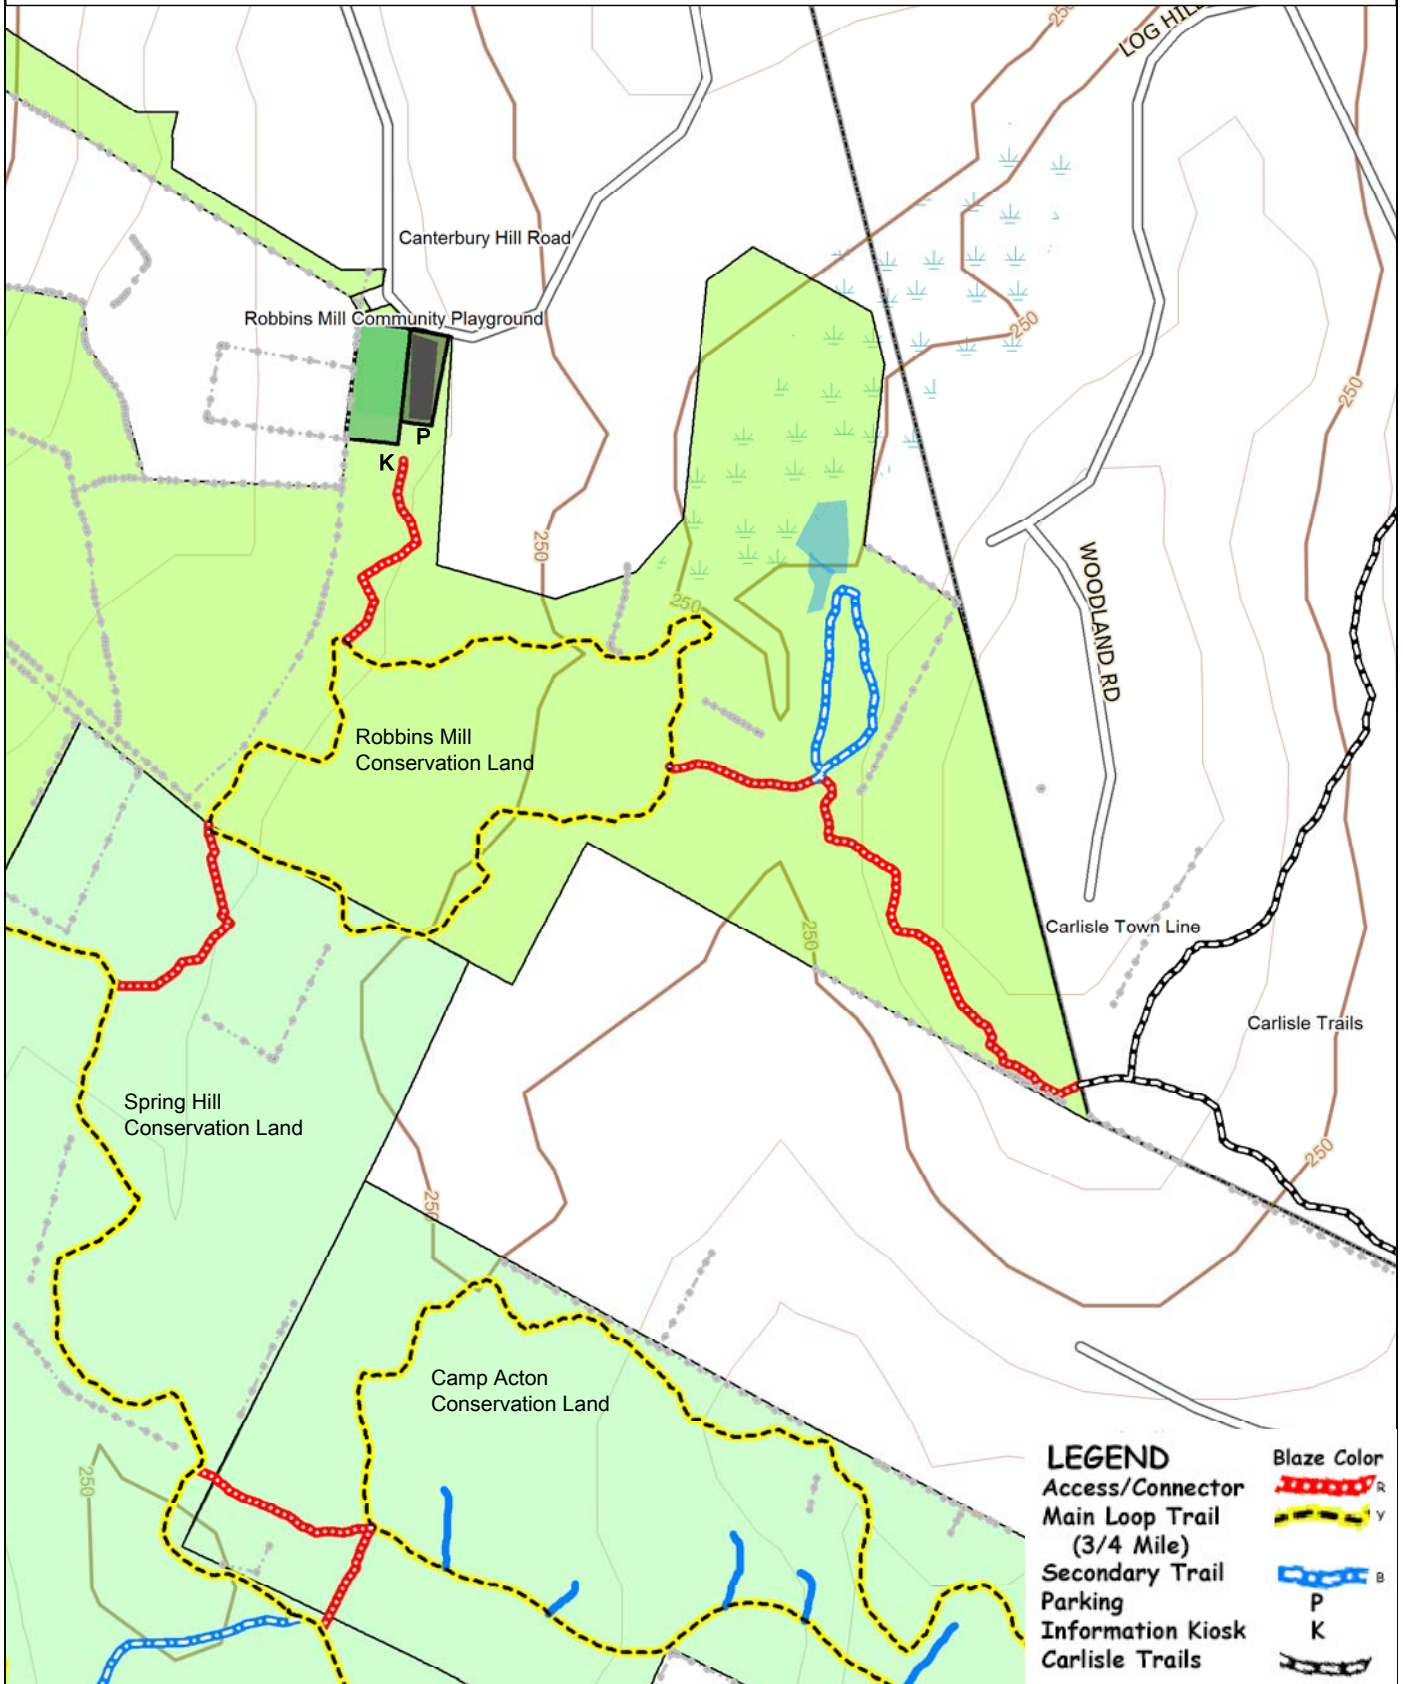 250
LOG HILL
Canterbury Hill Road
Robbins Mill Community Playground
250
250
P
K
250
WOODLAND RD
250
Robbins Mill
Conservation Land
250
Carlisle Town Line
Carlisle Trails
Spring Hill
Conservation Land
250
250
Camp Acton
Conservation Land
250
LEGEND
Blaze Color
Access/Connector
R
Main Loop Trail
Y
(3/4 Mile)
Secondary Trail
B
Parking
P
Information Kiosk
K
Carlisle Trails